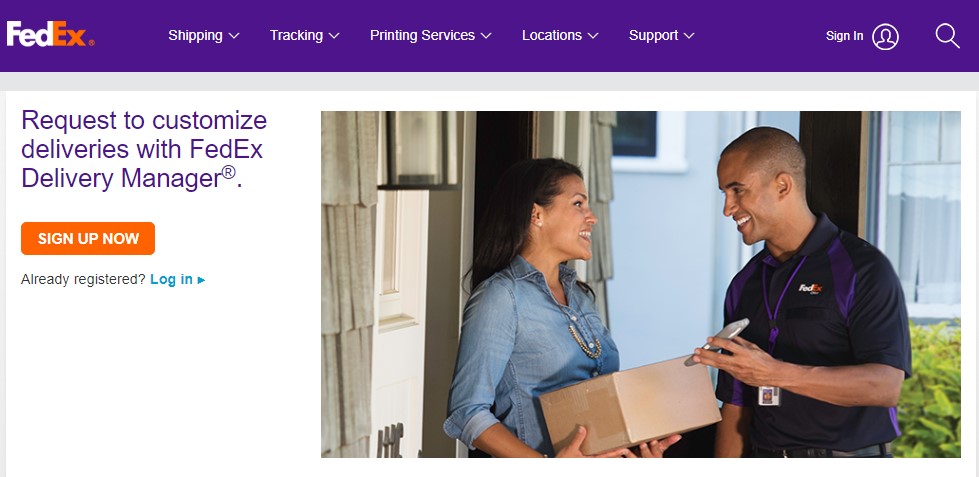 FedEx®
Shipping
Tracking
Printing Services
Locations
Support
Sign In
Request to customize
deliveries with FedEx
Delivery Manager®.
SIGN UP NOW
Already registered? Log in ▸
FedEx